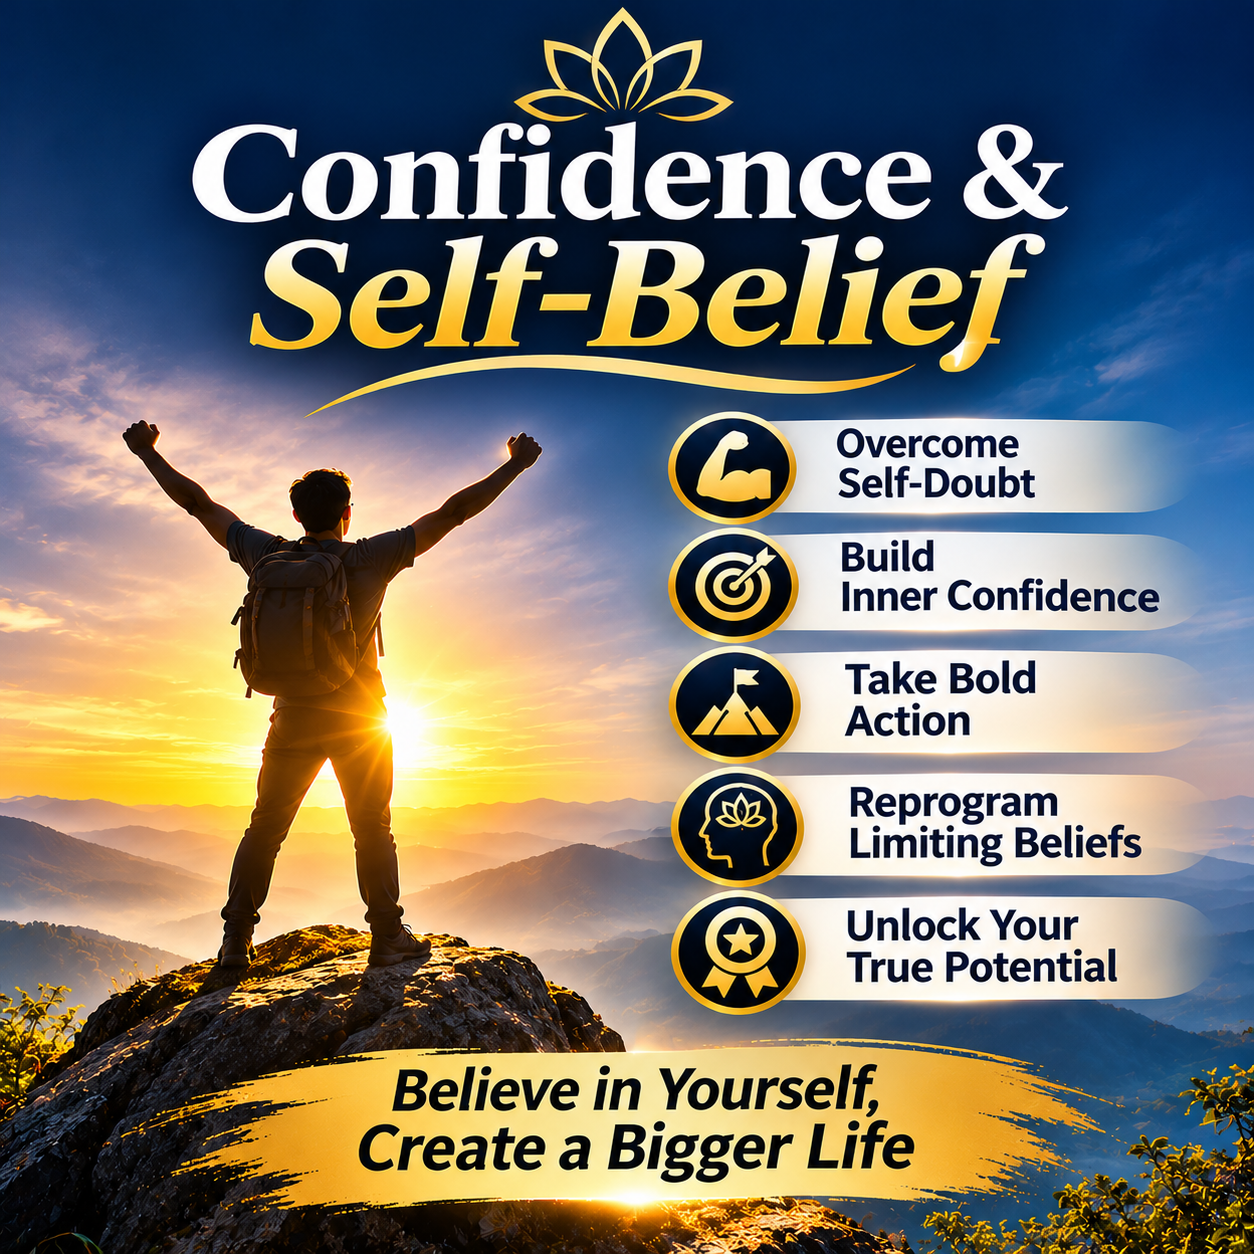 Confidence &
Self-Belief
Overcome
Self-Doubt
Build
Inner Confidence
Take Bold
Action
Reprogram
Limiting Beliefs
Unlock Your
True Potential
Believe in Yourself,
Create a Bigger Life